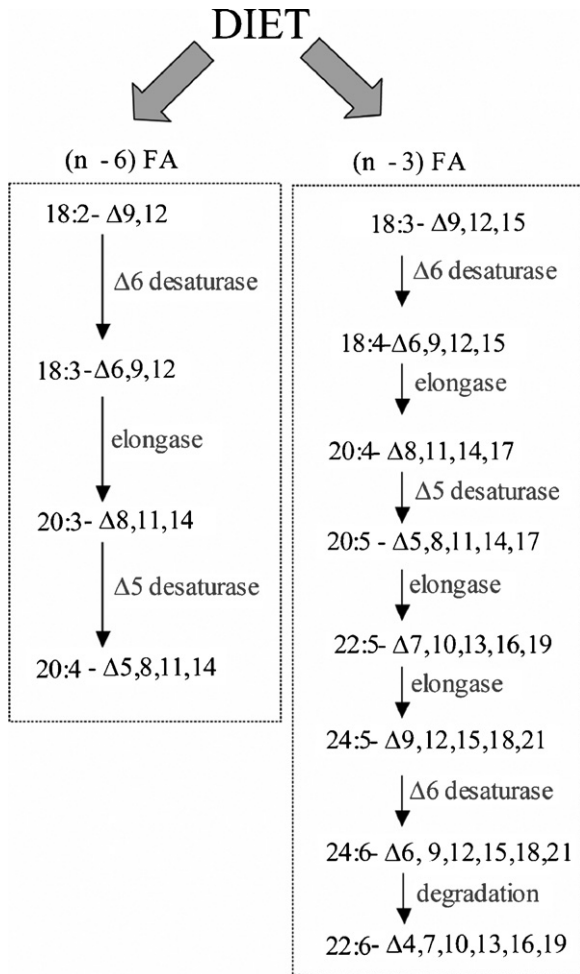 DIET
(n - 6) FA
18:2- Δ9,12
Δ6 desaturase
18:3-Δ6,9,12
elongase
20:3- Δ8,11,14
Δ5 desaturase
20:4 - Δ5,8,11,14
(n - 3) FA
18:3- Δ9,12,15
Δ6 desaturase
18:4-Δ6,9,12,15
elongase
20:4- Δ8,11,14,17
Δ5 desaturase
20:5 - Δ5,8,11,14,17
elongase
22:5- Δ7,10,13,16,19
elongase
24:5- Δ9,12,15,18,21
Δ6 desaturase
24:6- Δ6, 9,12,15,18,21
degradation
22:6- Δ4,7,10,13,16,19